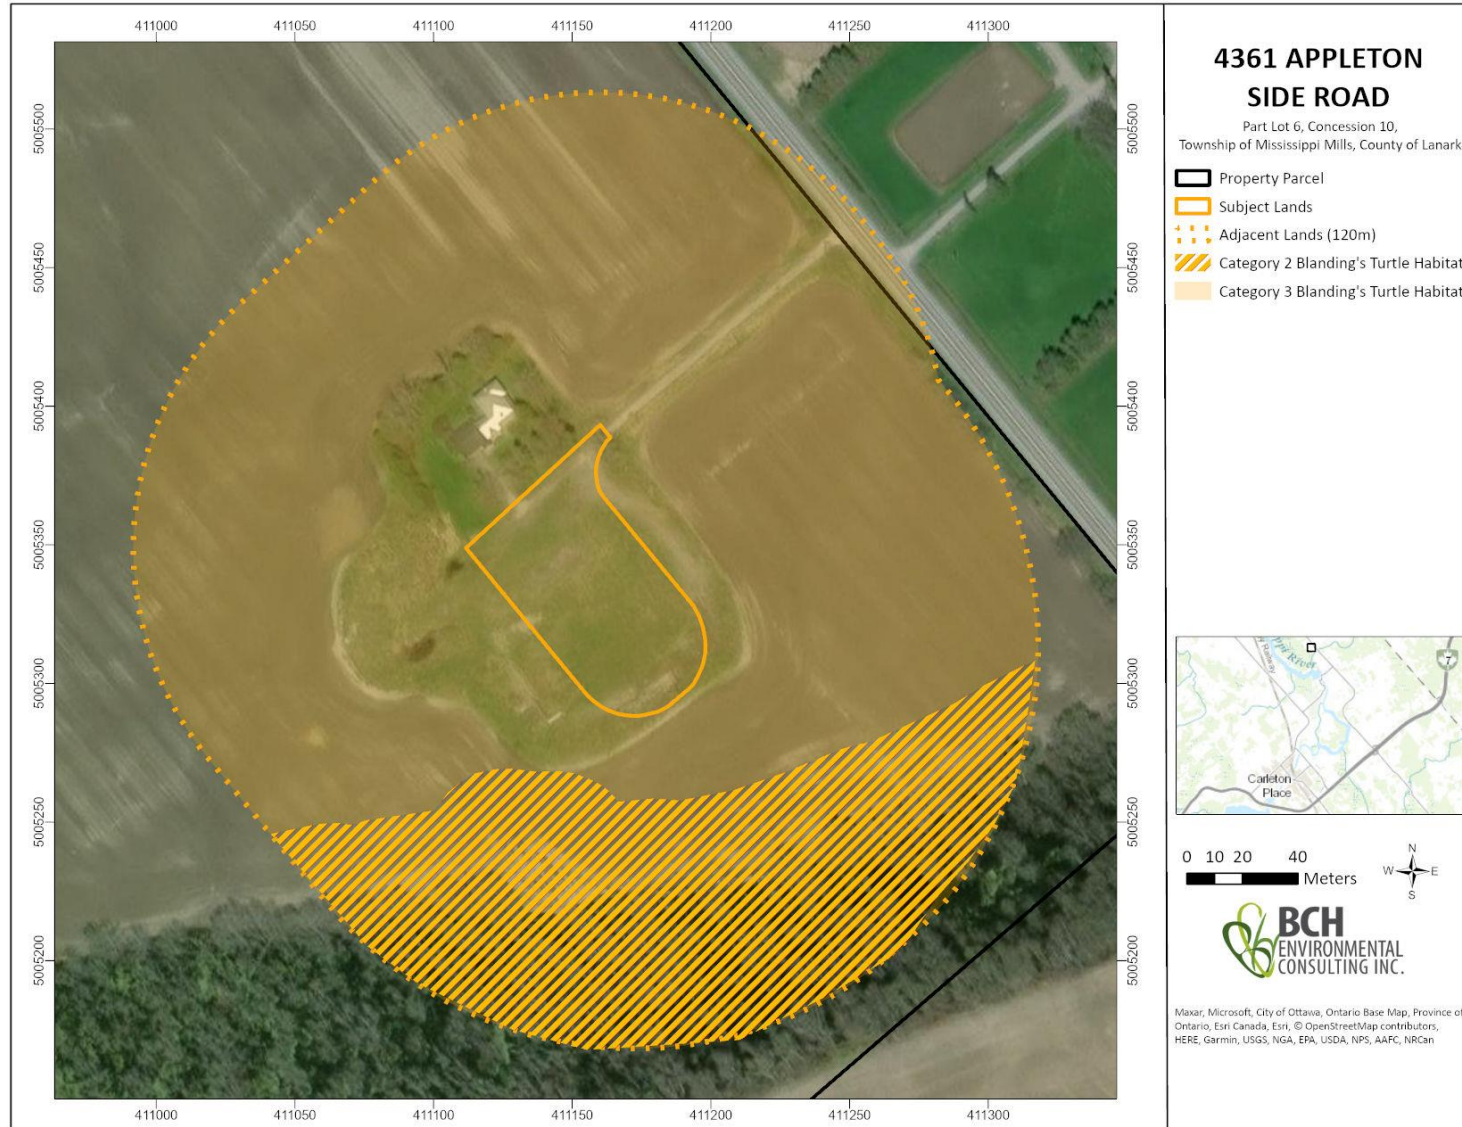 411000 411050 411100 411150 411200 411250 411300
5005500 5005500
5005450 5005450
5005400 5005400
5005350 5005350
5005300 5005300
5005250 5005250
5005200 5005200
411000 411050 411100 411150 411200 411250 411300
4361 APPLETON
SIDE ROAD
Part Lot 6, Concession 10,
Township of Mississippi Mills, County of Lanark
Property Parcel
Subject Lands
Adjacent Lands (120m)
Category 2 Blanding's Turtle Habitat
Category 3 Blanding's Turtle Habitat
ppi River
Railway
7
Carleton
Place
0 10 20 40
Meters
N
W E
S
BCH
ENVIRONMENTAL
CONSULTING INC.
Maxar, Microsoft, City of Ottawa, Ontario Base Map, Province of
Ontario, Esri Canada, Esri, © OpenStreetMap contributors,
HERE, Garmin, USGS, NGA, EPA, USDA, NPS, AAFC, NRCan